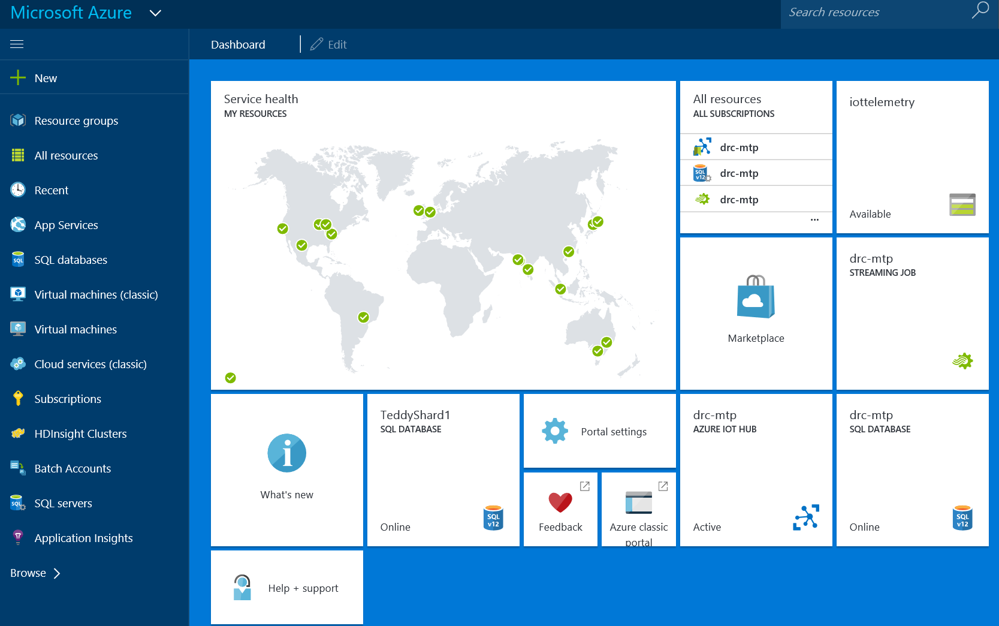 Microsoft Azure
Search resources
Dashboard
Edit
New
Resource groups
All resources
Recent
App Services
SQL databases
Virtual machines (classic)
Virtual machines
Cloud services (classic)
Subscriptions
HDInsight Clusters
Batch Accounts
SQL servers
Application Insights
Browse
Service health
MY RESOURCES
All resources
ALL SUBSCRIPTIONS
drc-mtp
SQL
v12
drc-mtp
drc-mtp
...
iottelemetry
Available
Marketplace
drc-mtp
STREAMING JOB
What's new
TeddyShard1
SQL DATABASE
Online
SQL
v12
Portal settings
Feedback
Azure classic
portal
drc-mtp
AZURE IOT HUB
Active
drc-mtp
SQL DATABASE
Online
SQL
v12
Help + support